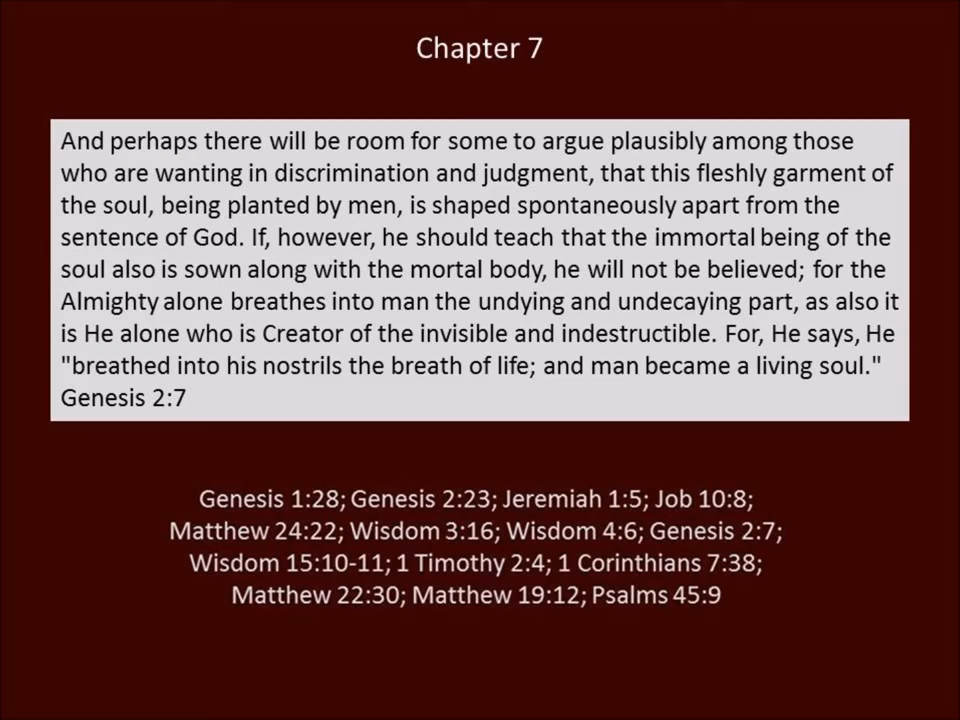 Chapter 7
And perhaps there will be room for some to argue plausibly among those
who are wanting in discrimination and judgment, that this fleshly garment of
the soul, being planted by men, is shaped spontaneously apart from the
sentence of God. If, however, he should teach that the immortal being of the
soul also is sown along with the mortal body, he will not be believed; for the
Almighty alone breathes into man the undying and undecaying part, as also it
is He alone who is Creator of the invisible and indestructible. For, He says, He
"breathed into his nostrils the breath of life; and man became a living soul."
Genesis 2:7
Genesis 1:28; Genesis 2:23; Jeremiah 1:5; Job 10:8;
Matthew 24:22; Wisdom 3:16; Wisdom 4:6; Genesis 2:7;
Wisdom 15:10-11; 1 Timothy 2:4; 1 Corinthians 7:38;
Matthew 22:30; Matthew 19:12; Psalms 45:9